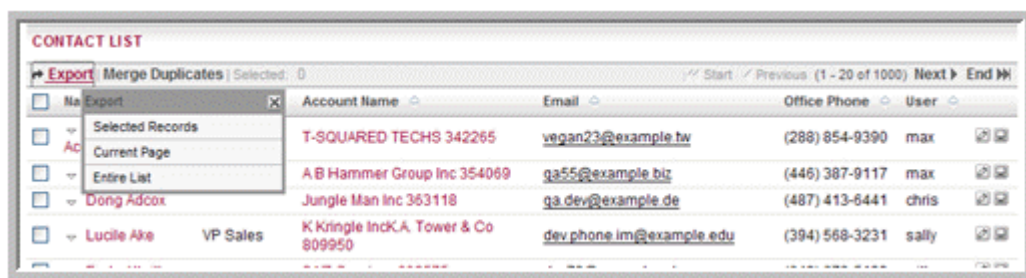 CONTACT LIST
Export Merge Duplicates | Selected: 0 Start Previous (1 - 20 of 1000) Next End
Na Export Account Name Email Office Phone User
Selected Records
Current Page
Entire List
Ac T-SQUARED TECHS 342265 vegan23@example.tw (288) 854-9390 max
A B Hammer Group Inc 354069 qa55@example.biz (446) 387-9117 max
Dong Adcox Jungle Man Inc 363118 qa.dev@example.de (487) 413-6441 chris
Lucile Ake VP Sales K Kringle IncK.A. Tower & Co
809950 dev.phone.im@example.edu (394) 568-3231 sally